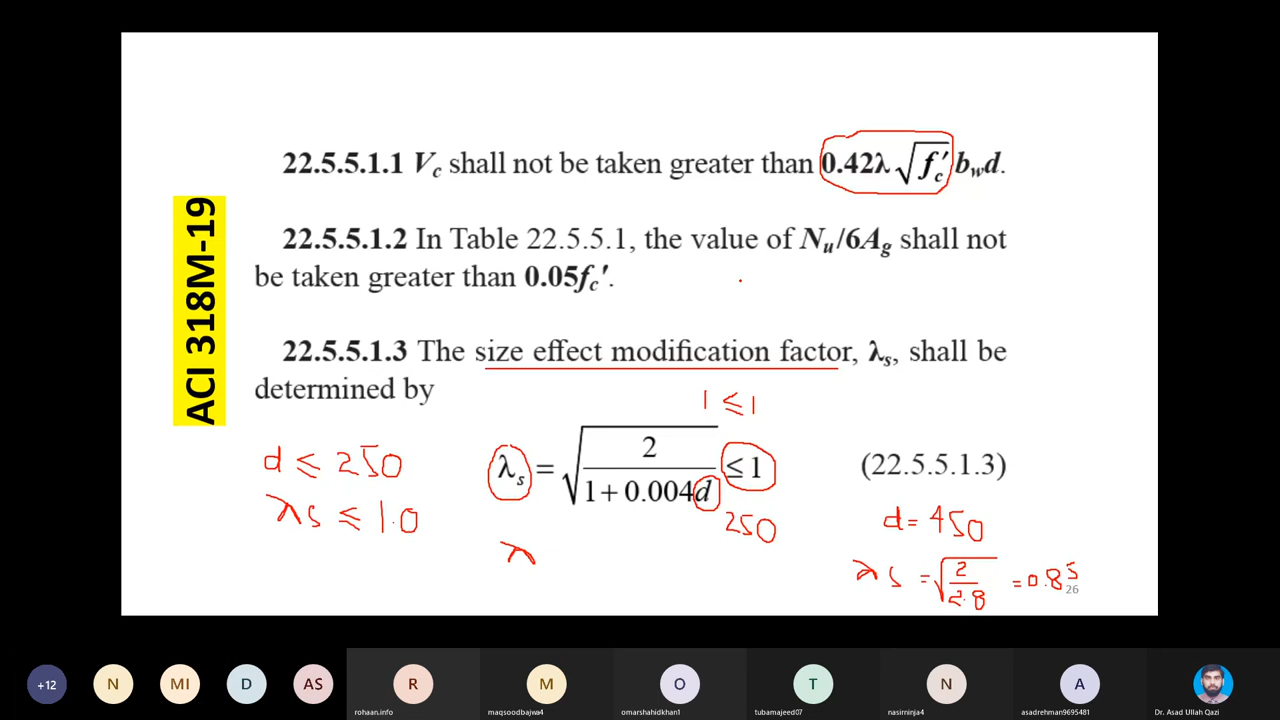 22.5.5.1.1 Vc shall not be taken greater than 0.42λ√fc′ bwd.
22.5.5.1.2 In Table 22.5.5.1, the value of Nu/6Ag shall not
be taken greater than 0.05fc′.
ACI 318M-19
22.5.5.1.3 The size effect modification factor, λs, shall be
determined by
1 ≤ 1
d ≤ 250
λs = √(2/(1 + 0.004d)) ≤ 1
(22.5.5.1.3)
λs ≤ 1.0
250
d = 450
λ
λs = √(2/2.8) = 0.85
26
+12
N
MI
D
AS
R
M
O
T
N
A
rohaan.info
maqsoodbajwa4
omarshahidkhan1
tubamajeed07
nasirninja4
asadrehman9695481
Dr. Asad Ullah Qazi